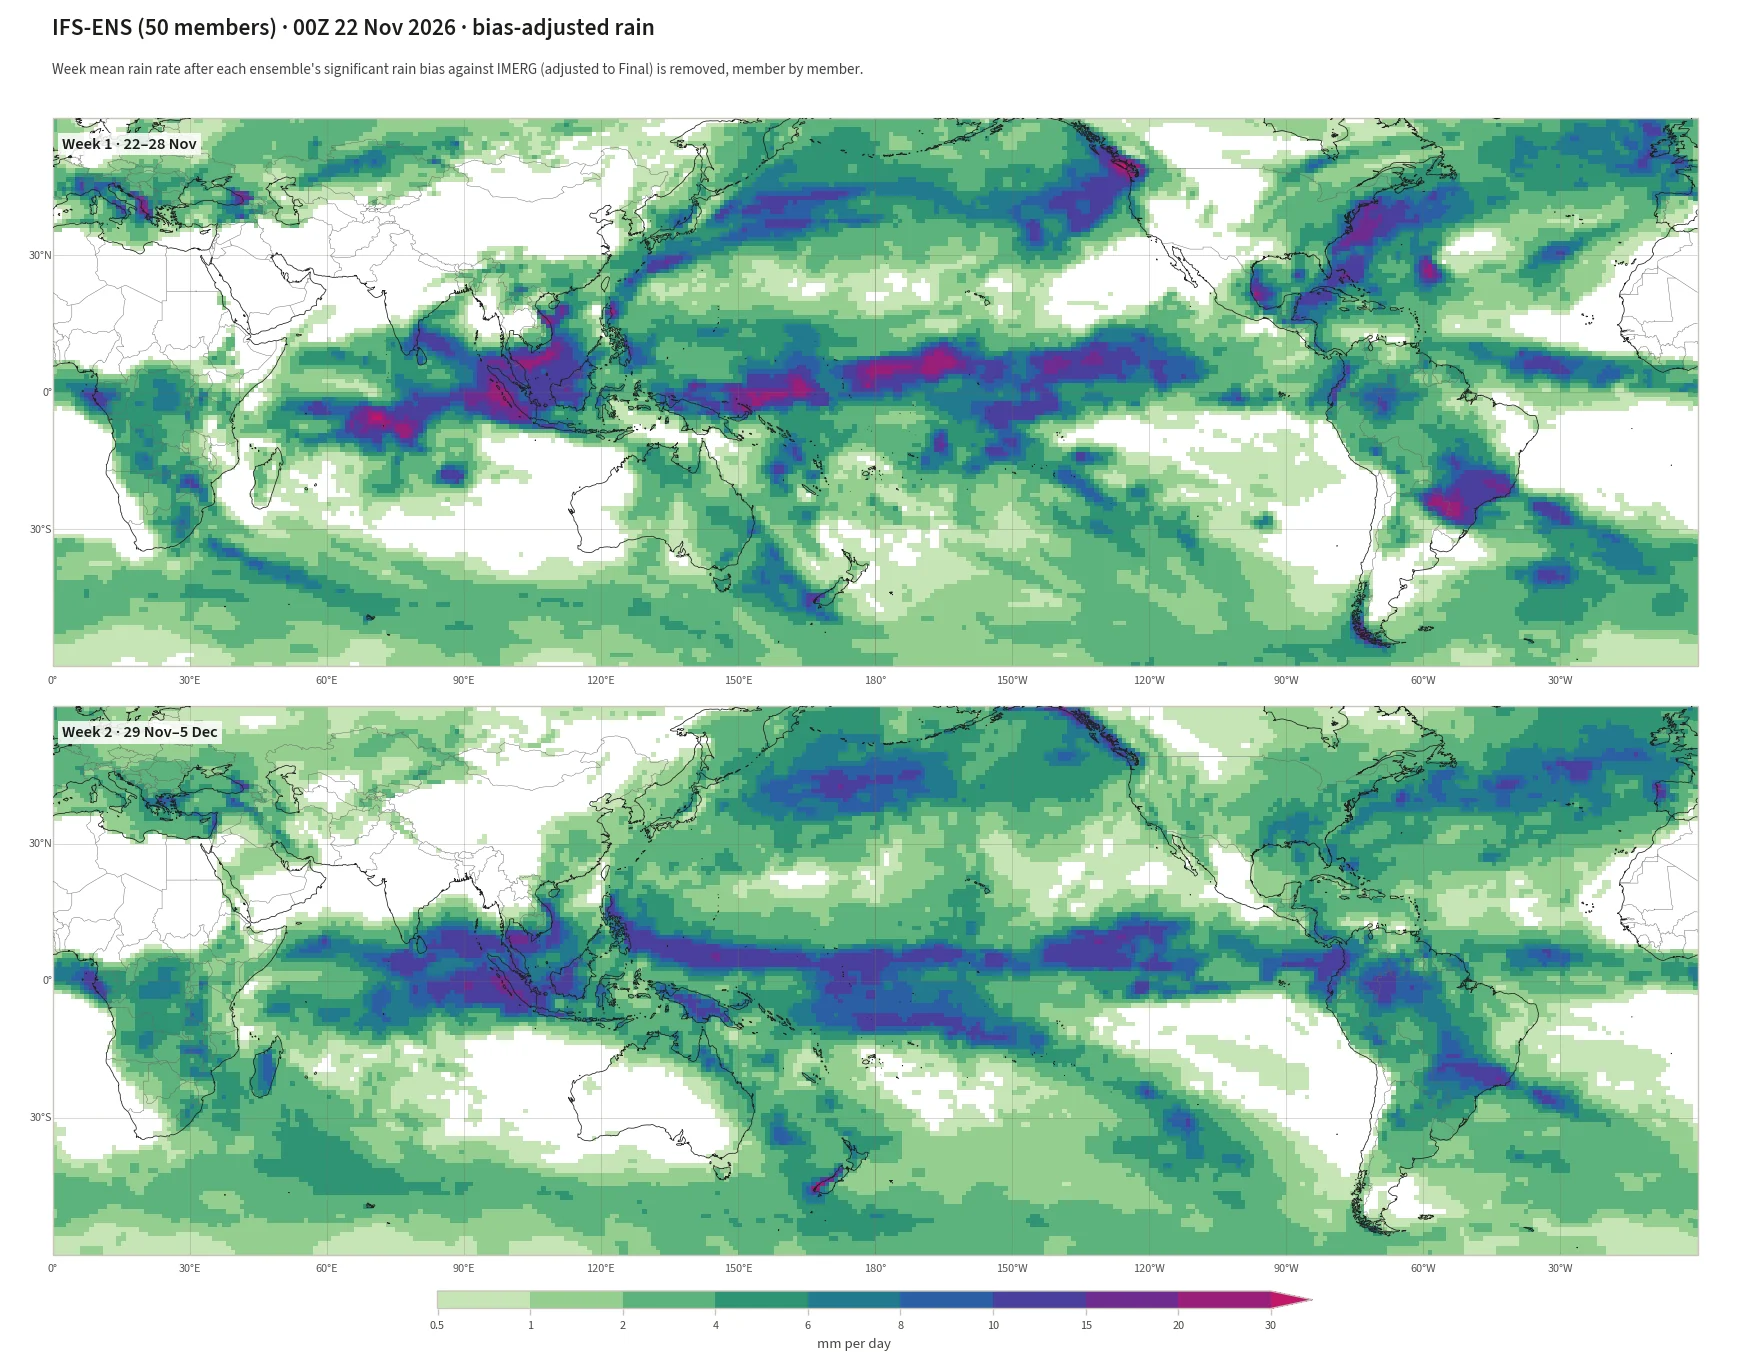 IFS-ENS (50 members) · 00Z 22 Nov 2026 · bias-adjusted rain
Week mean rain rate after each ensemble's significant rain bias against IMERG (adjusted to Final) is removed, member by member.
Week 1 · 22–28 Nov
30°N
0°
30°S
0° 30°E 60°E 90°E 120°E 150°E 180° 150°W 120°W 90°W 60°W 30°W
Week 2 · 29 Nov–5 Dec
30°N
0°
30°S
0° 30°E 60°E 90°E 120°E 150°E 180° 150°W 120°W 90°W 60°W 30°W
0.5 1 2 4 6 8 10 15 20 30
mm per day